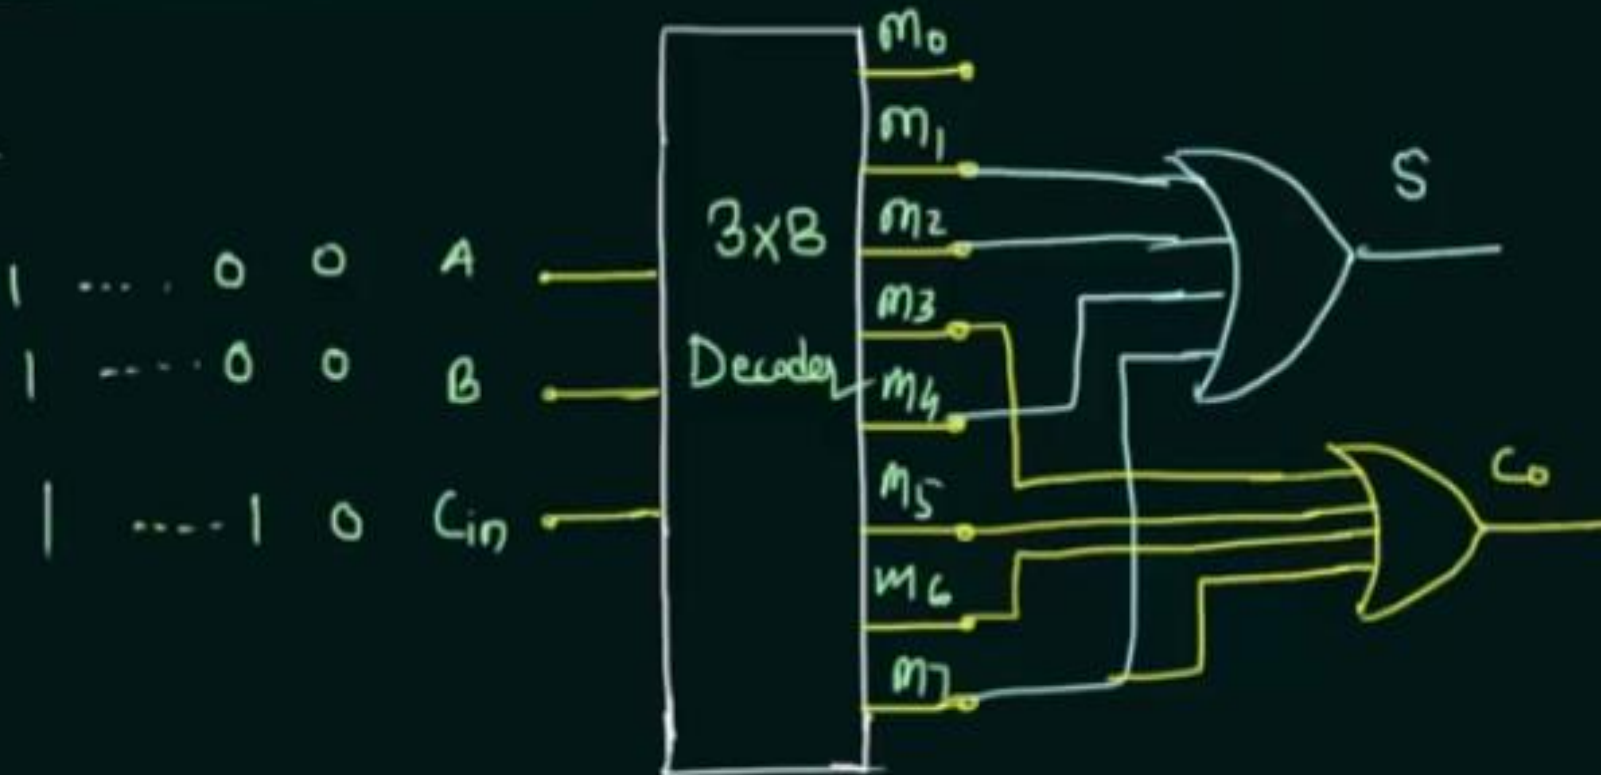 m0
m1
S
m2
3x8
1 .... 0 0 A
m3
1 .... 0 0 B
Decoder
m4
Co
m5
1 .... 1 0 Cin
m6
m7